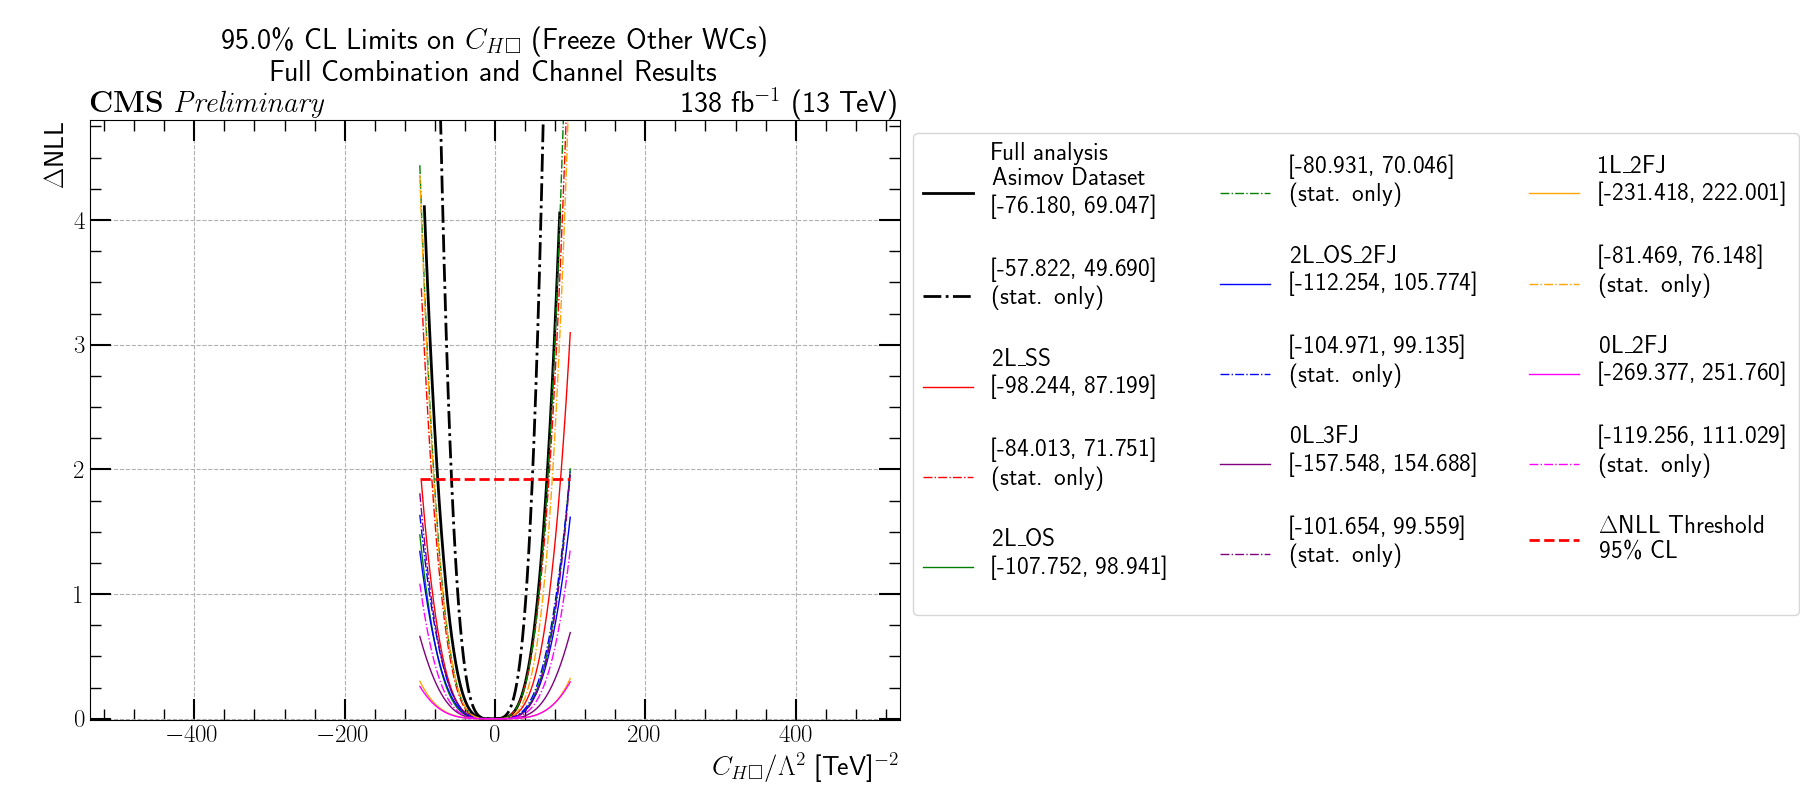 95.0% CL Limits on C_{H□} (Freeze Other WCs)
Full Combination and Channel Results
CMS Preliminary
138 fb⁻¹ (13 TeV)
ΔNLL
4
3
2
1
0
−400
−200
0
200
400
C_{H□}/Λ² [TeV]⁻²
Full analysis
Asimov Dataset
[-76.180, 69.047]
[-57.822, 49.690]
(stat. only)
2L_SS
[-98.244, 87.199]
[-84.013, 71.751]
(stat. only)
2L_OS
[-107.752, 98.941]
[-80.931, 70.046]
(stat. only)
2L_OS_2FJ
[-112.254, 105.774]
[-104.971, 99.135]
(stat. only)
0L_3FJ
[-157.548, 154.688]
[-101.654, 99.559]
(stat. only)
1L_2FJ
[-231.418, 222.001]
[-81.469, 76.148]
(stat. only)
0L_2FJ
[-269.377, 251.760]
[-119.256, 111.029]
(stat. only)
ΔNLL Threshold
95% CL